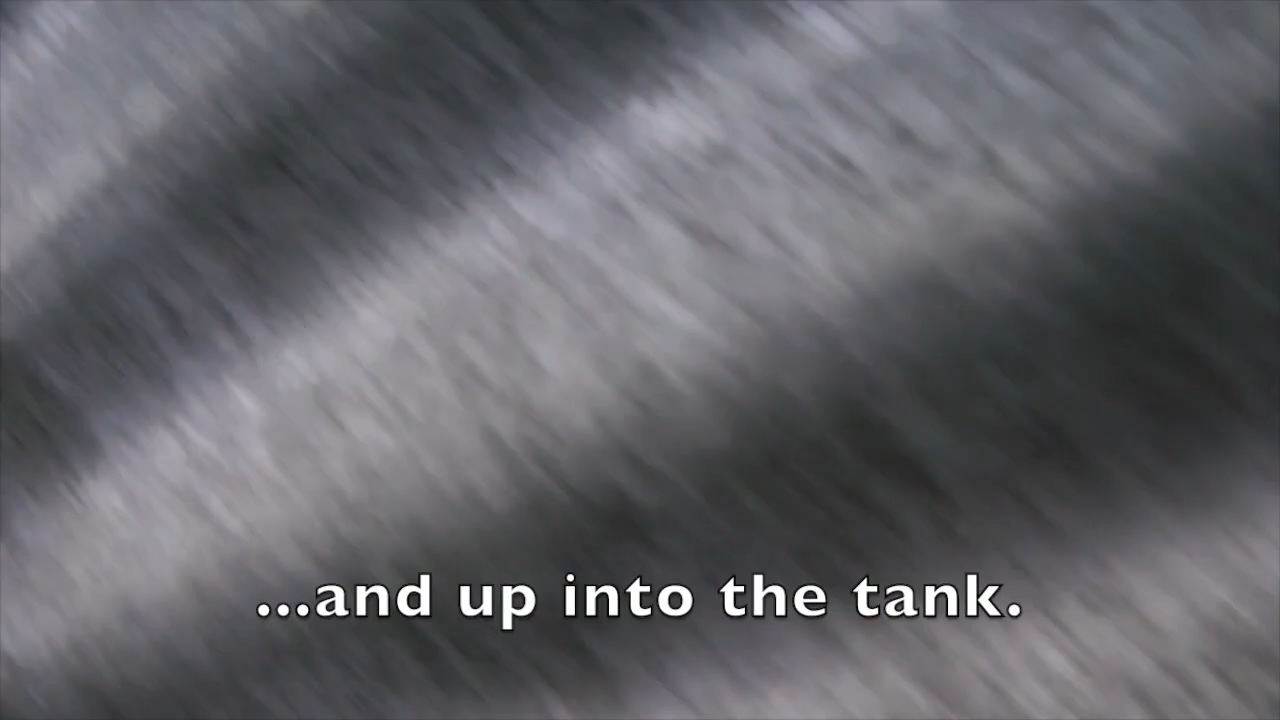 ...and up into the tank.